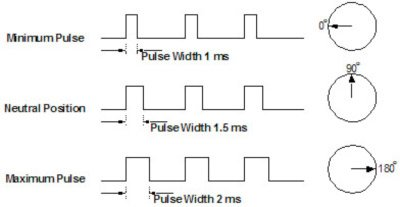 Minimum Pulse
0°
Pulse Width 1 ms
90°
Neutral Position
Pulse Width 1.5 ms
Maximum Pulse
180°
Pulse Width 2 ms